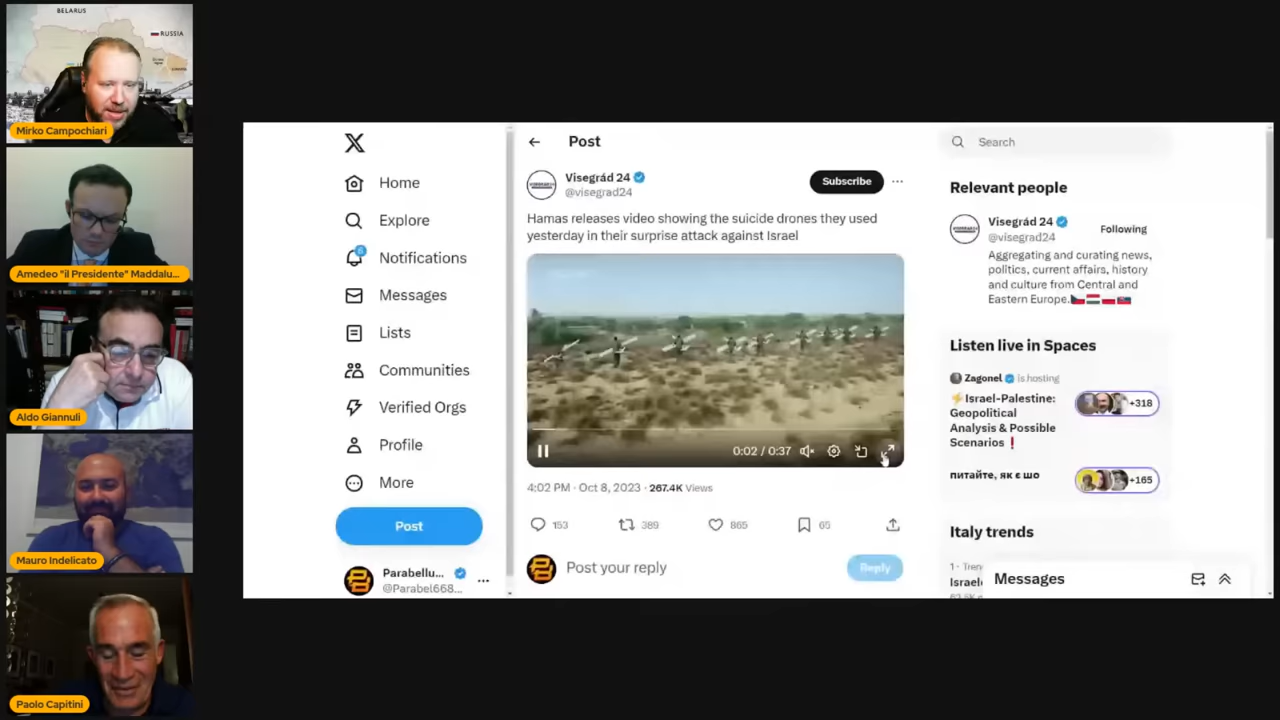 BELARUS
RUSSIA
Mirko Campochiari
Amedeo "il Presidente" Maddalu...
Aldo Giannuli
Mauro Indelicato
Paolo Capitini
Home
Explore
Notifications
Messages
Lists
Communities
Verified Orgs
Profile
More
Post
Parabellu...
@Parabel668...
Post
Visegrád 24
@visegrad24
Subscribe
Hamas releases video showing the suicide drones they used
yesterday in their surprise attack against Israel
0:02 / 0:37
4:02 PM · Oct 8, 2023 · 267.4K Views
153
389
865
65
Post your reply
Reply
Search
Relevant people
Visegrád 24
@visegrad24
Following
Aggregating and curating news,
politics, current affairs, history
and culture from Central and
Eastern Europe.
Listen live in Spaces
Zagonel is hosting
Israel-Palestine:
Geopolitical
Analysis & Possible
Scenarios
+318
питайте, як є шо
+165
Italy trends
Messages